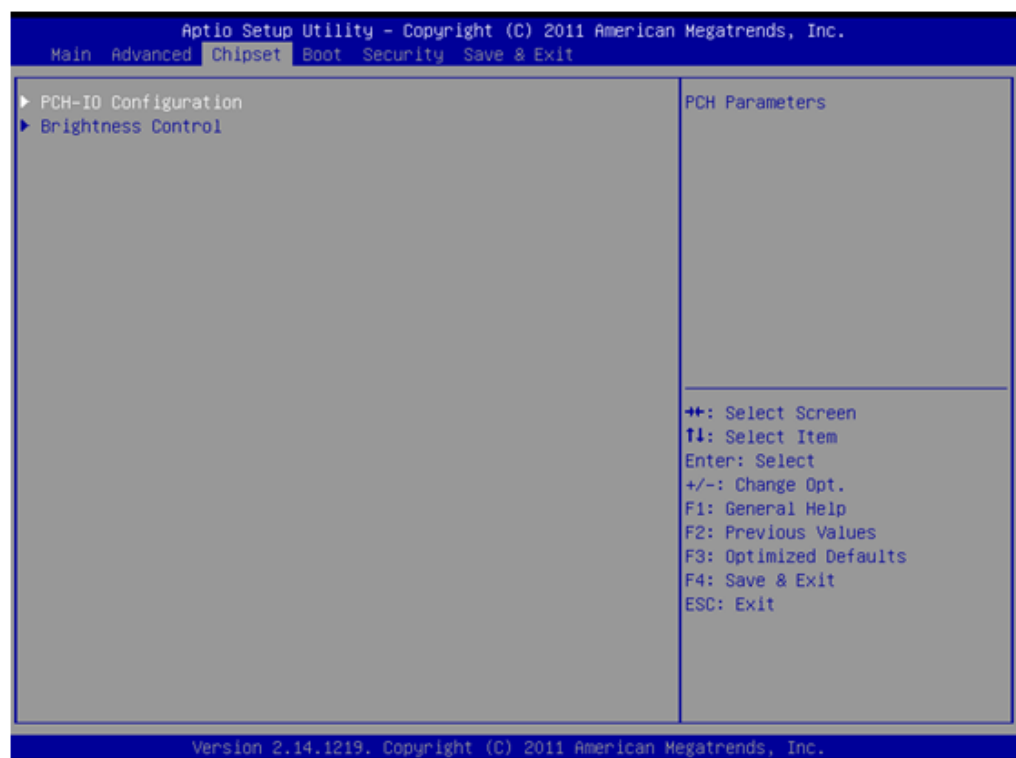 Aptio Setup Utility – Copyright (C) 2011 American Megatrends, Inc.
Main Advanced Chipset Boot Security Save & Exit
▶ PCH-IO Configuration
▶ Brightness Control
PCH Parameters
→←: Select Screen
↑↓: Select Item
Enter: Select
+/-: Change Opt.
F1: General Help
F2: Previous Values
F3: Optimized Defaults
F4: Save & Exit
ESC: Exit
Version 2.14.1219. Copyright (C) 2011 American Megatrends, Inc.